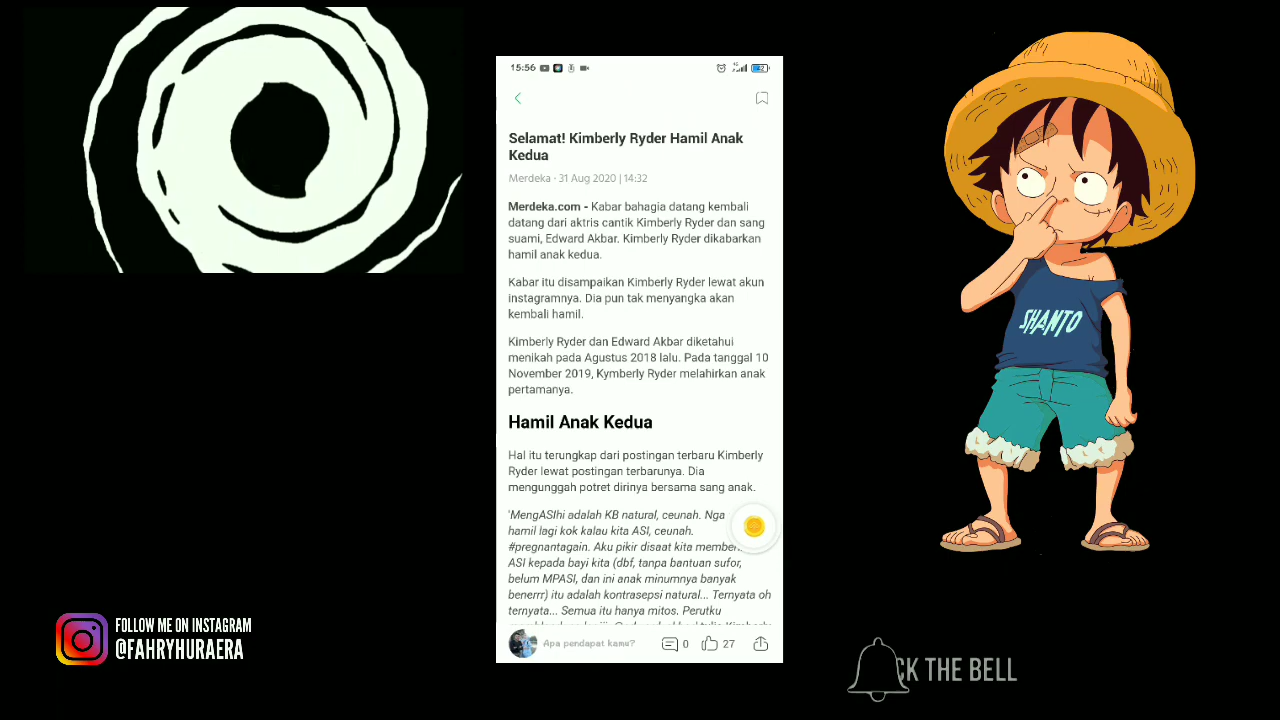 15:56
Selamat! Kimberly Ryder Hamil Anak
Kedua
Merdeka · 31 Aug 2020 | 14:32
Merdeka.com - Kabar bahagia datang kembali
datang dari aktris cantik Kimberly Ryder dan sang
suami, Edward Akbar. Kimberly Ryder dikabarkan
hamil anak kedua.
Kabar itu disampaikan Kimberly Ryder lewat akun
instagramnya. Dia pun tak menyangka akan
kembali hamil.
Kimberly Ryder dan Edward Akbar diketahui
menikah pada Agustus 2018 lalu. Pada tanggal 10
November 2019, Kymberly Ryder melahirkan anak
pertamanya.
Hamil Anak Kedua
Hal itu terungkap dari postingan terbaru Kimberly
Ryder lewat postingan terbarunya. Dia
mengunggah potret dirinya bersama sang anak.
'MengASIhi adalah KB natural, ceunah. Nga
hamil lagi kok kalau kita ASI, ceunah.
#pregnantagain. Aku pikir disaat kita member
ASI kepada bayi kita (dbf, tanpa bantuan sufor,
belum MPASI, dan ini anak minumnya banyak
benerrr) itu adalah kontrasepsi natural... Ternyata oh
ternyata... Semua itu hanya mitos. Perutku
Apa pendapat kamu?
0
27
SHANTO
FOLLOW ME ON INSTAGRAM
@FAHRYHURAERA
CK THE BELL